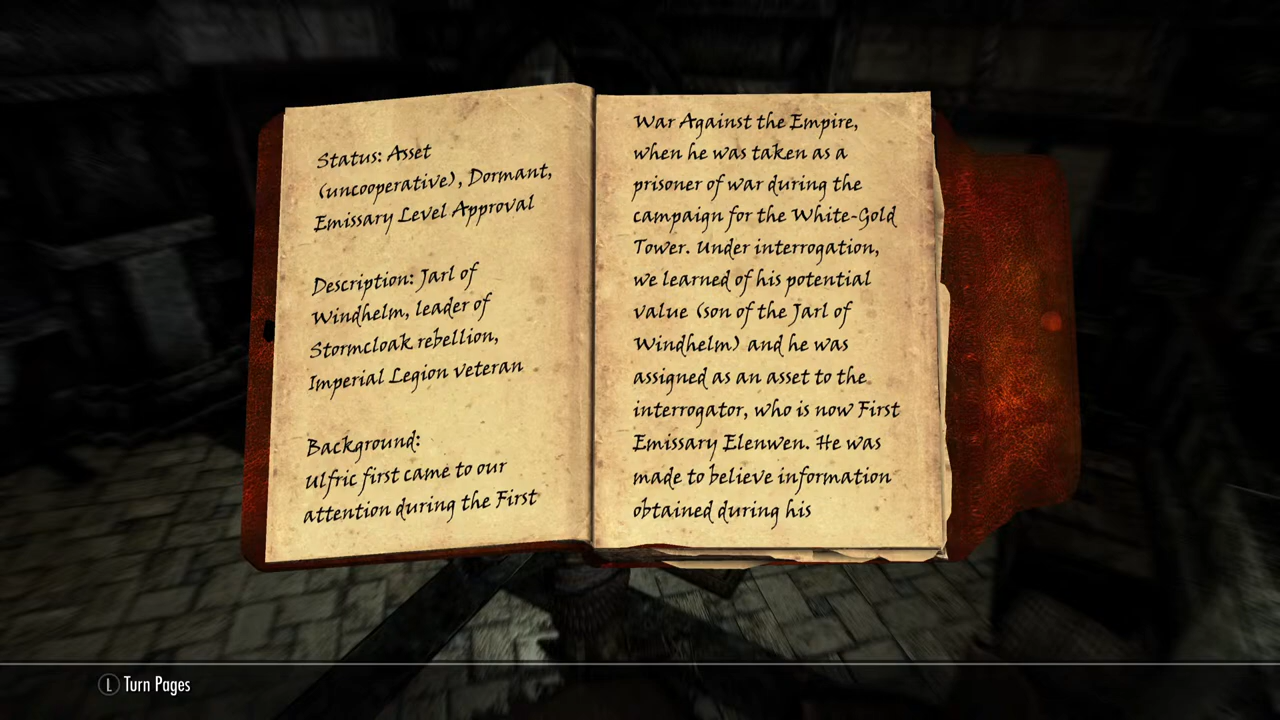 Status: Asset
(uncooperative), Dormant,
Emissary Level Approval
Description: Jarl of
Windhelm, leader of
Stormcloak rebellion,
Imperial Legion veteran
Background:
Ulfric first came to our
attention during the First
War Against the Empire,
when he was taken as a
prisoner of war during the
campaign for the White-Gold
Tower. Under interrogation,
we learned of his potential
value (son of the Jarl of
Windhelm) and he was
assigned as an asset to the
interrogator, who is now First
Emissary Elenwen. He was
made to believe information
obtained during his
L Turn Pages